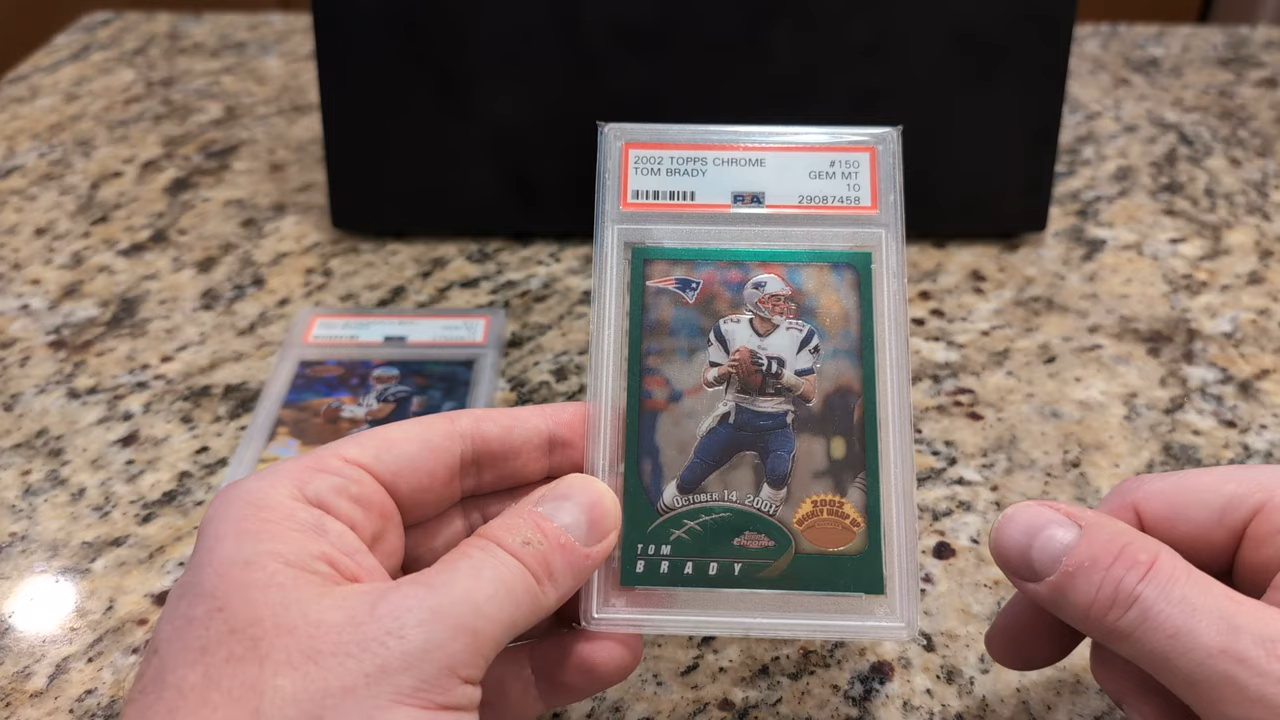 2002 TOPPS CHROME #150
TOM BRADY GEM MT
10
PSA 29087458
12
OCTOBER 14, 2001
2002
WEEKLY WRAP UP
Topps
Chrome
TOM
BRADY